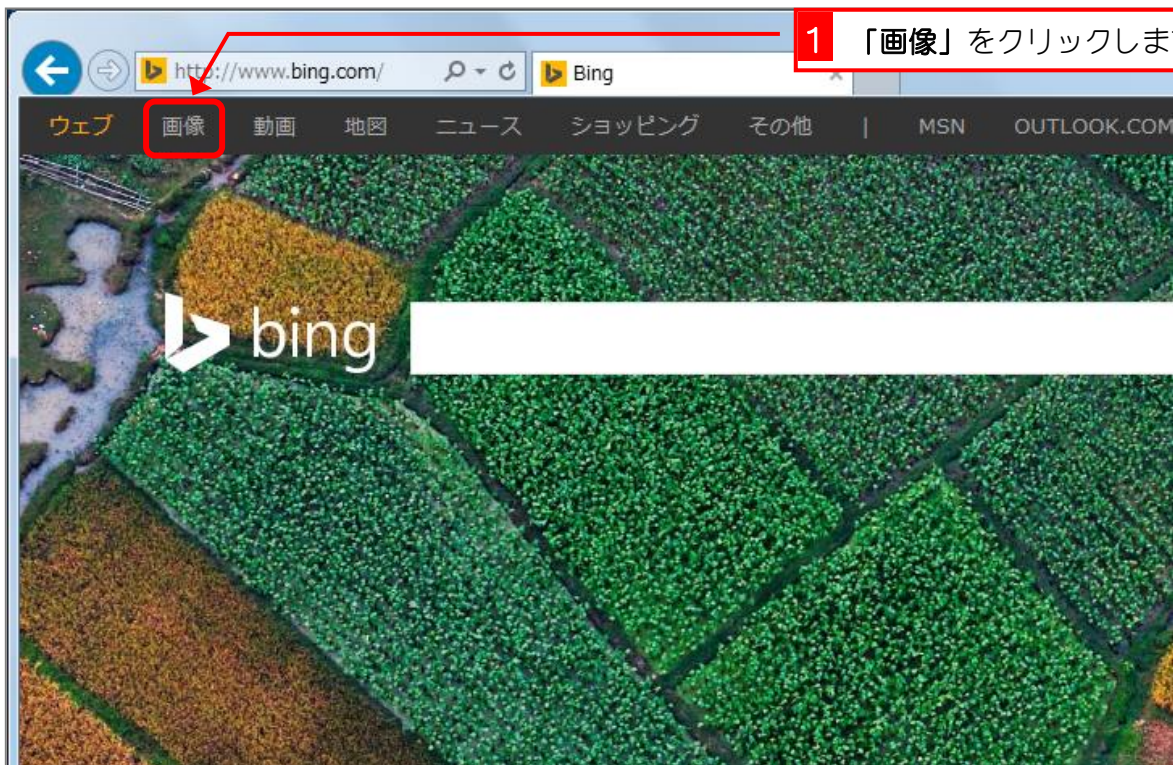 1 「画像」をクリックしま
http://www.bing.com/
Bing
ウェブ 画像 動画 地図 ニュース ショッピング その他 | MSN OUTLOOK.COM
bing